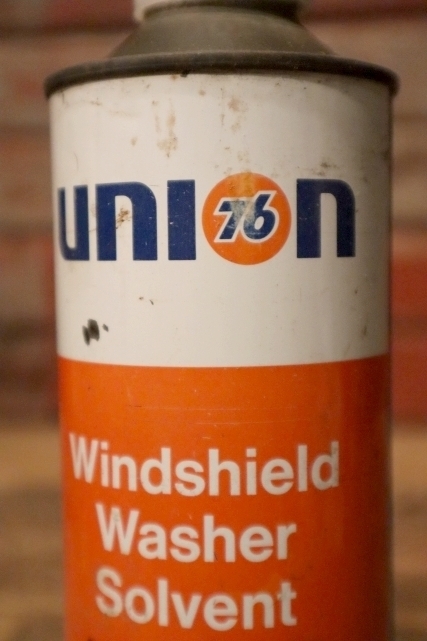 union
76
Windshield
Washer
Solvent